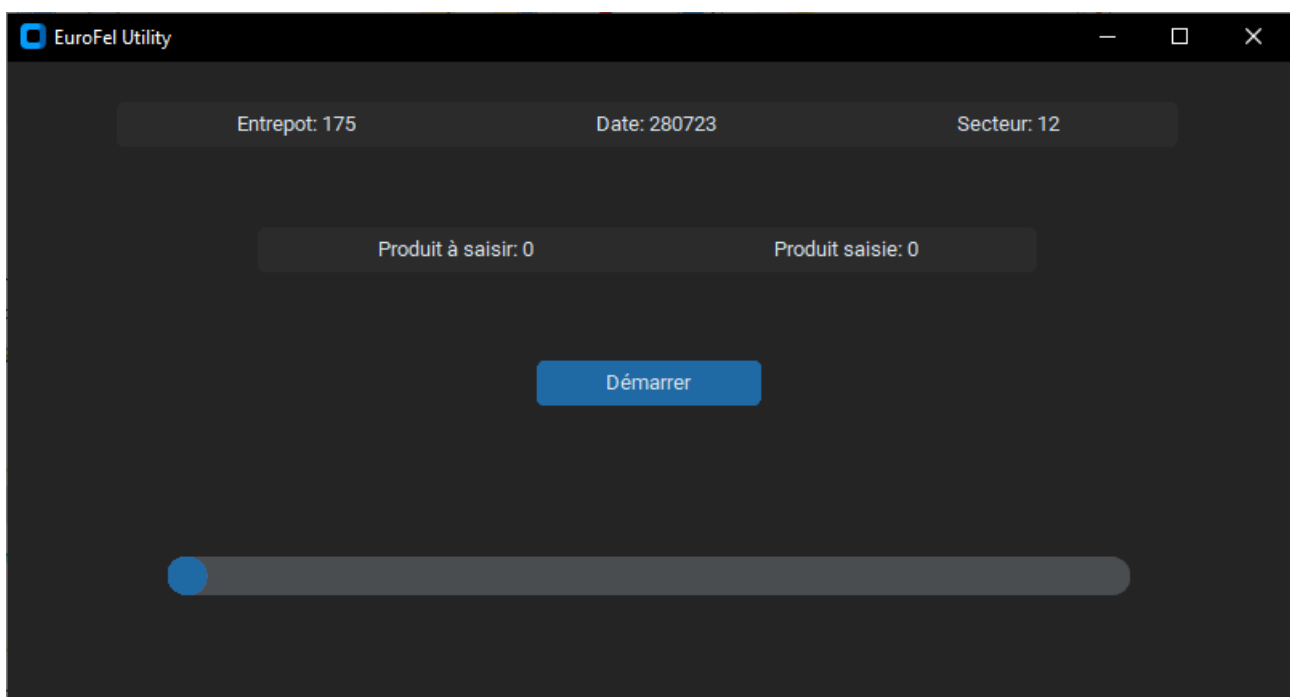 EuroFel Utility
Entrepot: 175 Date: 280723 Secteur: 12
Produit à saisir: 0 Produit saisie: 0
Démarrer